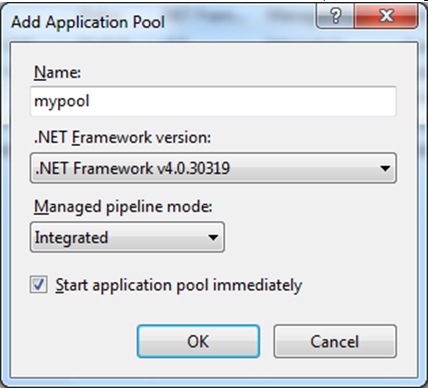 Add Application Pool
?
Name:
mypool
.NET Framework version:
.NET Framework v4.0.30319
Managed pipeline mode:
Integrated
Start application pool immediately
OK
Cancel